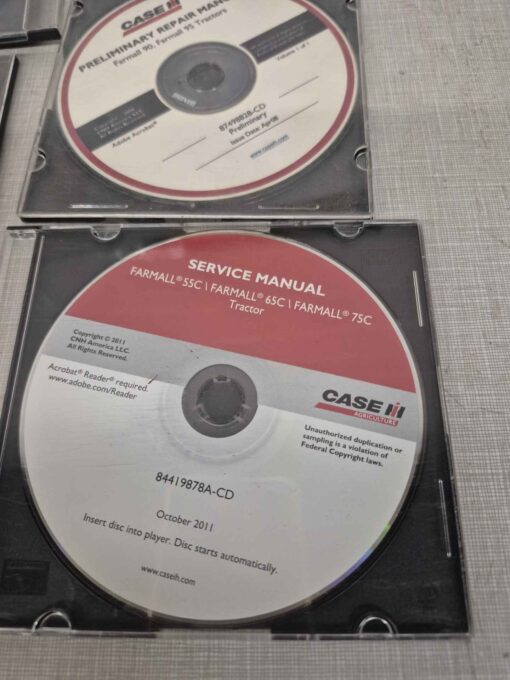 CASE IH
PRELIMINARY REPAIR MANU
Farmall 90, Farmall 95 Tractors
Volume 1 of 1
Adobe Acrobat®
87498828-CD
Preliminary
www.caseih.com
SERVICE MANUAL
FARMALL® 55C \ FARMALL® 65C \ FARMALL® 75C
Tractor
Copyright © 2011
CNH America LLC.
All Rights Reserved.
Acrobat® Reader® required.
www.adobe.com/Reader
CASE IH
AGRICULTURE
Unauthorized duplication or
sampling is a violation of
Federal Copyright laws.
84419878A-CD
October 2011
Insert disc into player. Disc starts automatically.
www.caseih.com